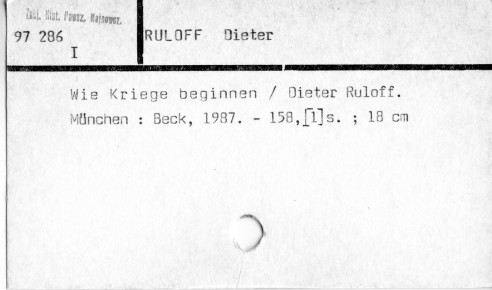 Zakł. Hist. Powsz. Najnowsz.
97 286
I
RULOFF Dieter
Wie Kriege beginnen / Dieter Ruloff.
München : Beck, 1987. - 158,[1]s. ; 18 cm